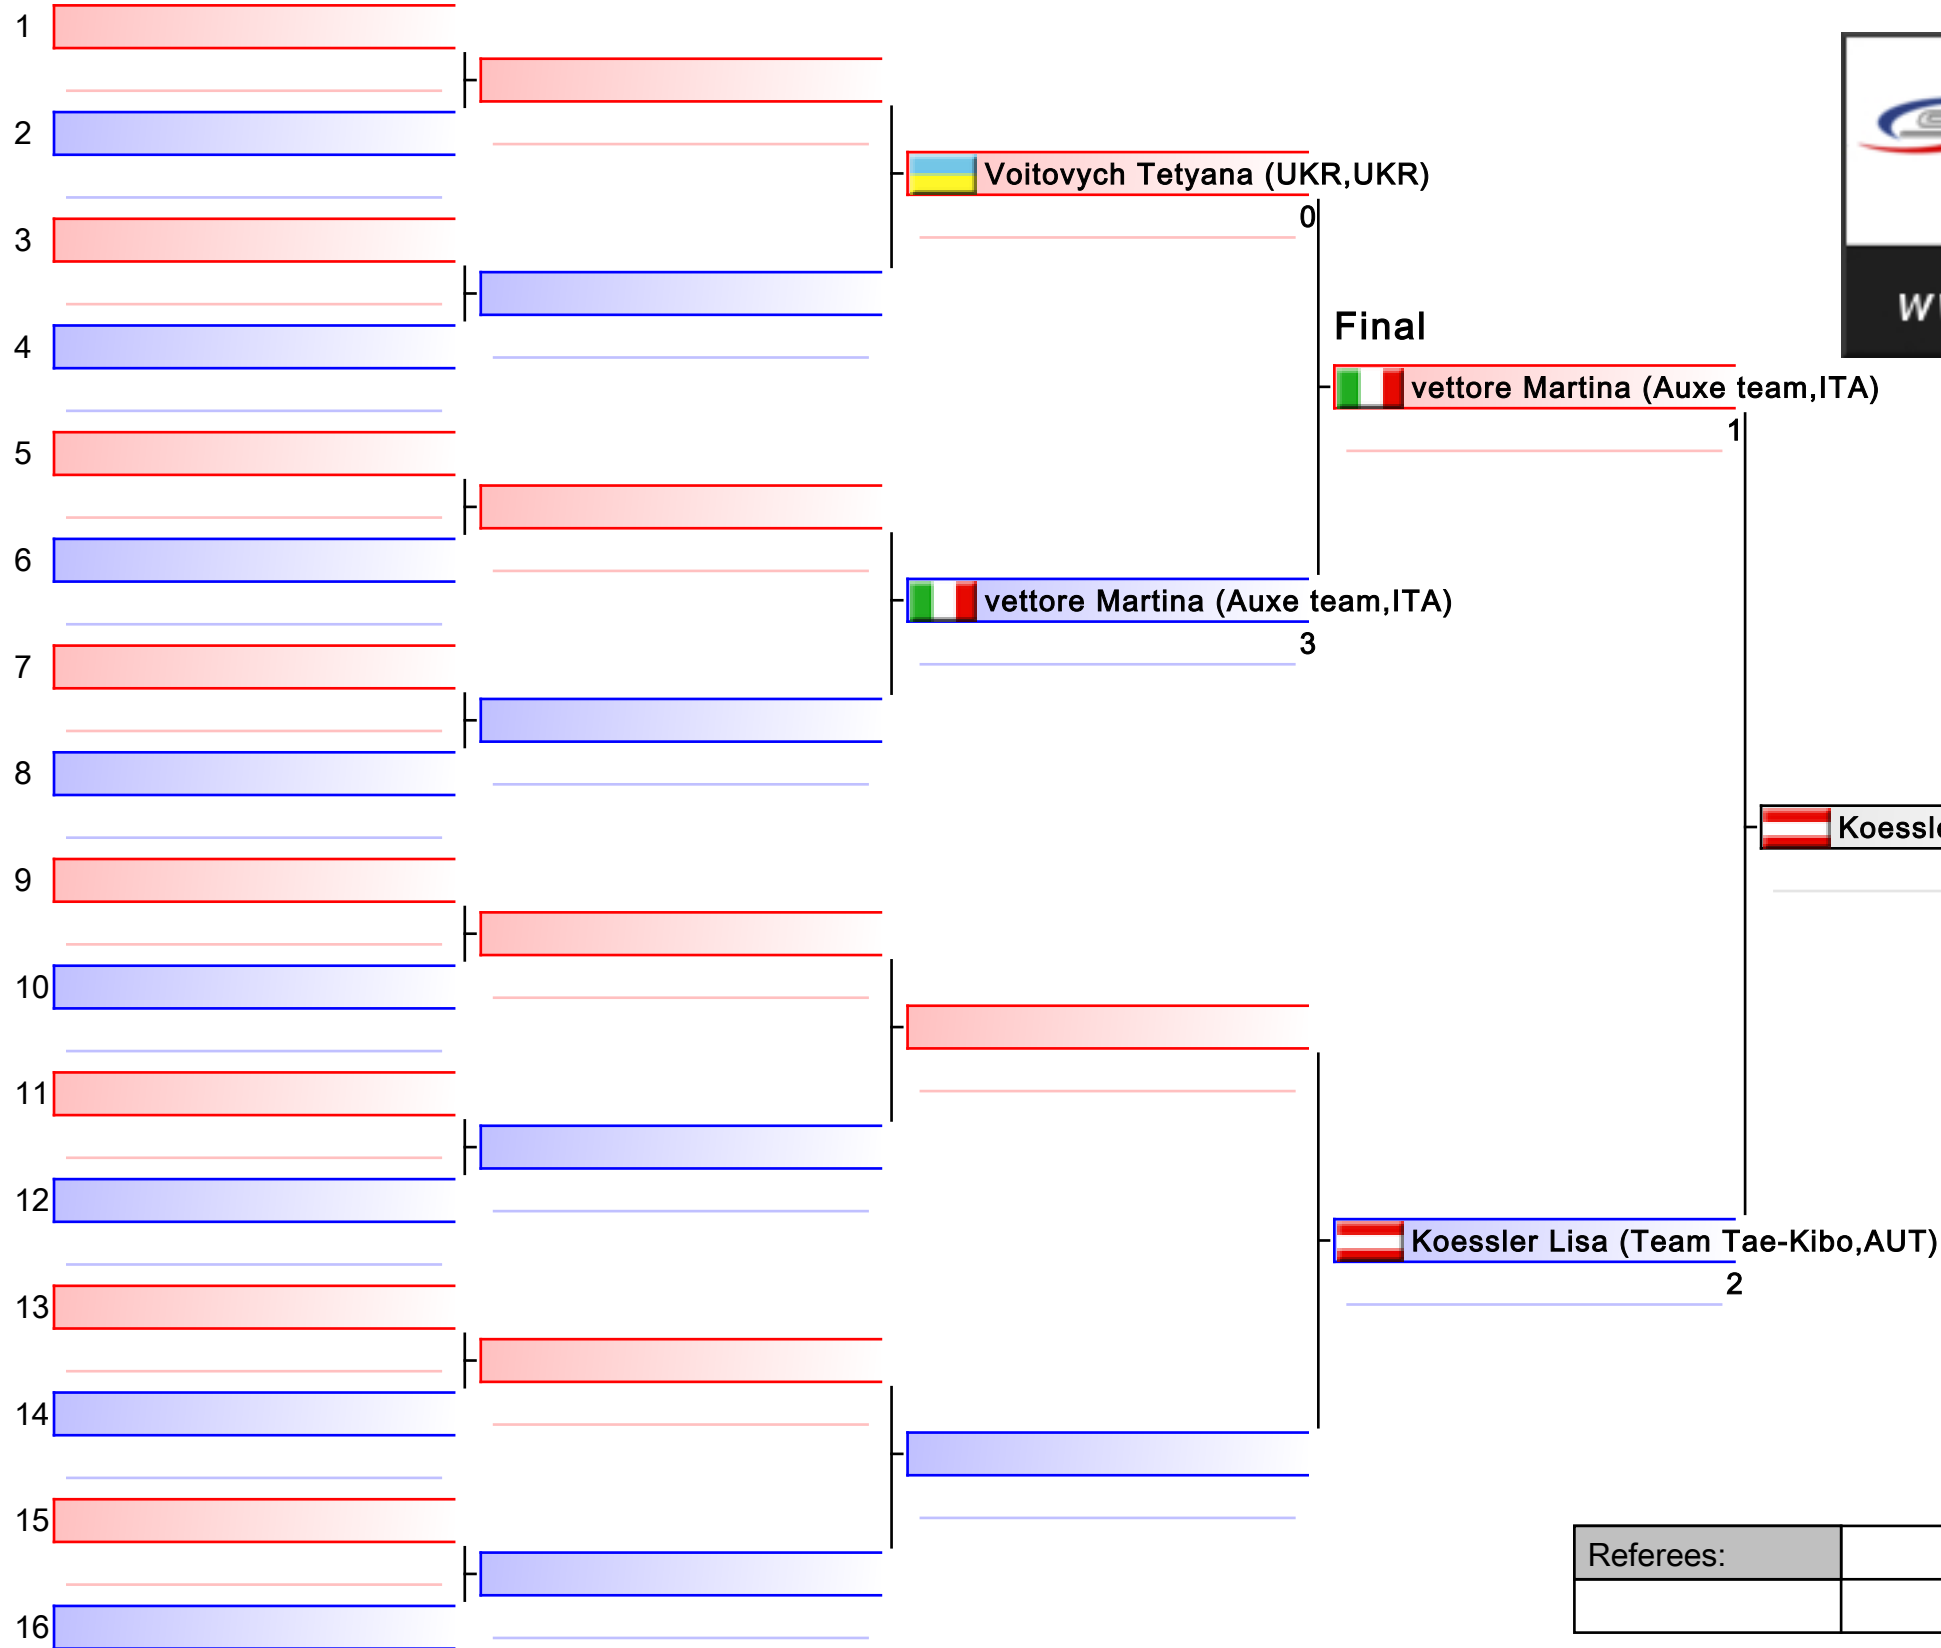 1
2
Voitovych Tetyana (UKR,UKR)
0
3
Final
4
vettore Martina (Auxe team,ITA)
1
5
6
vettore Martina (Auxe team,ITA)
3
7
8
Koessl
9
10
11
12
Koessler Lisa (Team Tae-Kibo,AUT)
2
13
14
15
Referees:
16